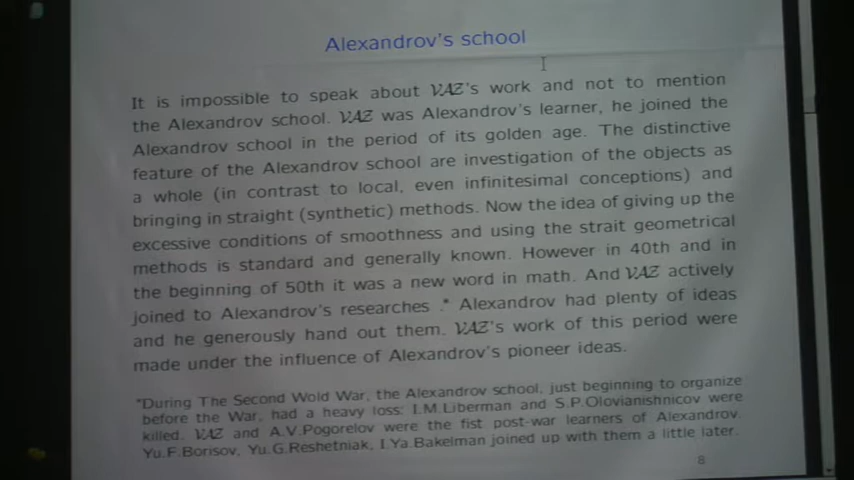 Alexandrov's school
It is impossible to speak about VAZ's work and not to mention
the Alexandrov school. VAZ was Alexandrov's learner, he joined the
Alexandrov school in the period of its golden age. The distinctive
feature of the Alexandrov school are investigation of the objects as
a whole (in contrast to local, even infinitesimal conceptions) and
bringing in straight (synthetic) methods. Now the idea of giving up the
excessive conditions of smoothness and using the strait geometrical
methods is standard and generally known. However in 40th and in
the beginning of 50th it was a new word in math. And VAZ actively
joined to Alexandrov's researches .* Alexandrov had plenty of ideas
and he generously hand out them. VAZ's work of this period were
made under the influence of Alexandrov's pioneer ideas.
*During The Second Wold War, the Alexandrov school, just beginning to organize
before the War, had a heavy loss: I.M.Liberman and S.P.Olovianishnicov were
killed. VAZ and A.V.Pogorelov were the fist post-war learners of Alexandrov.
Yu.F.Borisov, Yu.G.Reshetniak, I.Ya.Bakelman joined up with them a little later.
8